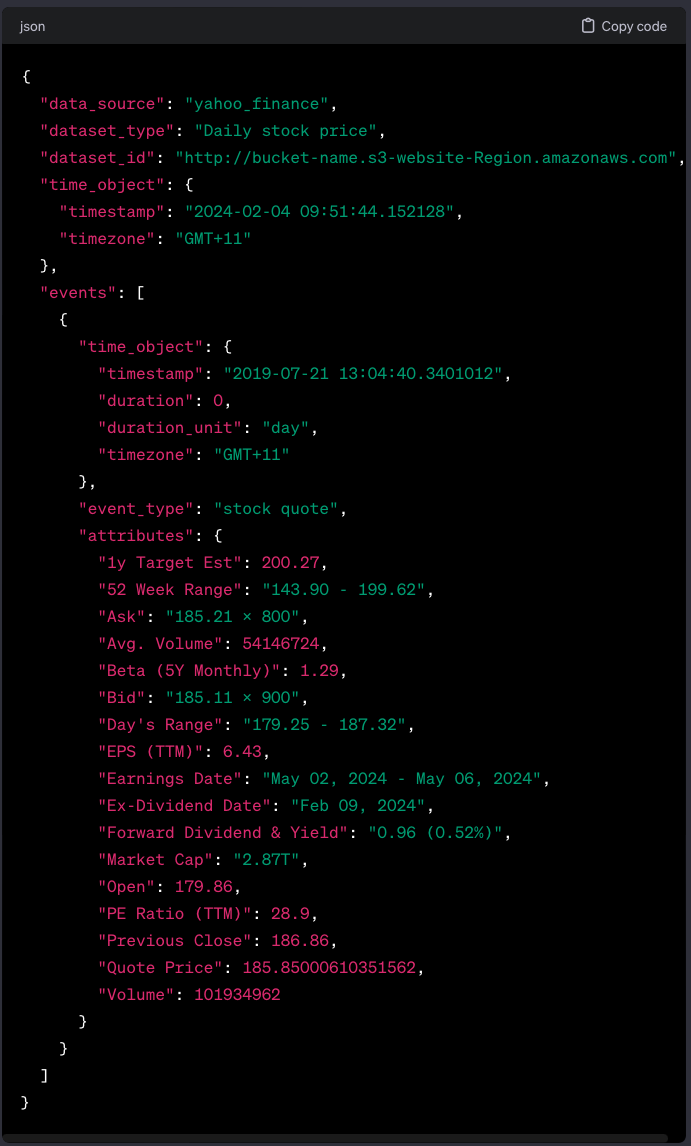 json
Copy code
{
  "data_source": "yahoo_finance",
  "dataset_type": "Daily stock price",
  "dataset_id": "http://bucket-name.s3-website-Region.amazonaws.com",
  "time_object": {
    "timestamp": "2024-02-04 09:51:44.152128",
    "timezone": "GMT+11"
  },
  "events": [
    {
      "time_object": {
        "timestamp": "2019-07-21 13:04:40.3401012",
        "duration": 0,
        "duration_unit": "day",
        "timezone": "GMT+11"
      },
      "event_type": "stock quote",
      "attributes": {
        "1y Target Est": 200.27,
        "52 Week Range": "143.90 - 199.62",
        "Ask": "185.21 × 800",
        "Avg. Volume": 54146724,
        "Beta (5Y Monthly)": 1.29,
        "Bid": "185.11 × 900",
        "Day's Range": "179.25 - 187.32",
        "EPS (TTM)": 6.43,
        "Earnings Date": "May 02, 2024 - May 06, 2024",
        "Ex-Dividend Date": "Feb 09, 2024",
        "Forward Dividend & Yield": "0.96 (0.52%)",
        "Market Cap": "2.87T",
        "Open": 179.86,
        "PE Ratio (TTM)": 28.9,
        "Previous Close": 186.86,
        "Quote Price": 185.85000610351562,
        "Volume": 101934962
      }
    }
  ]
}